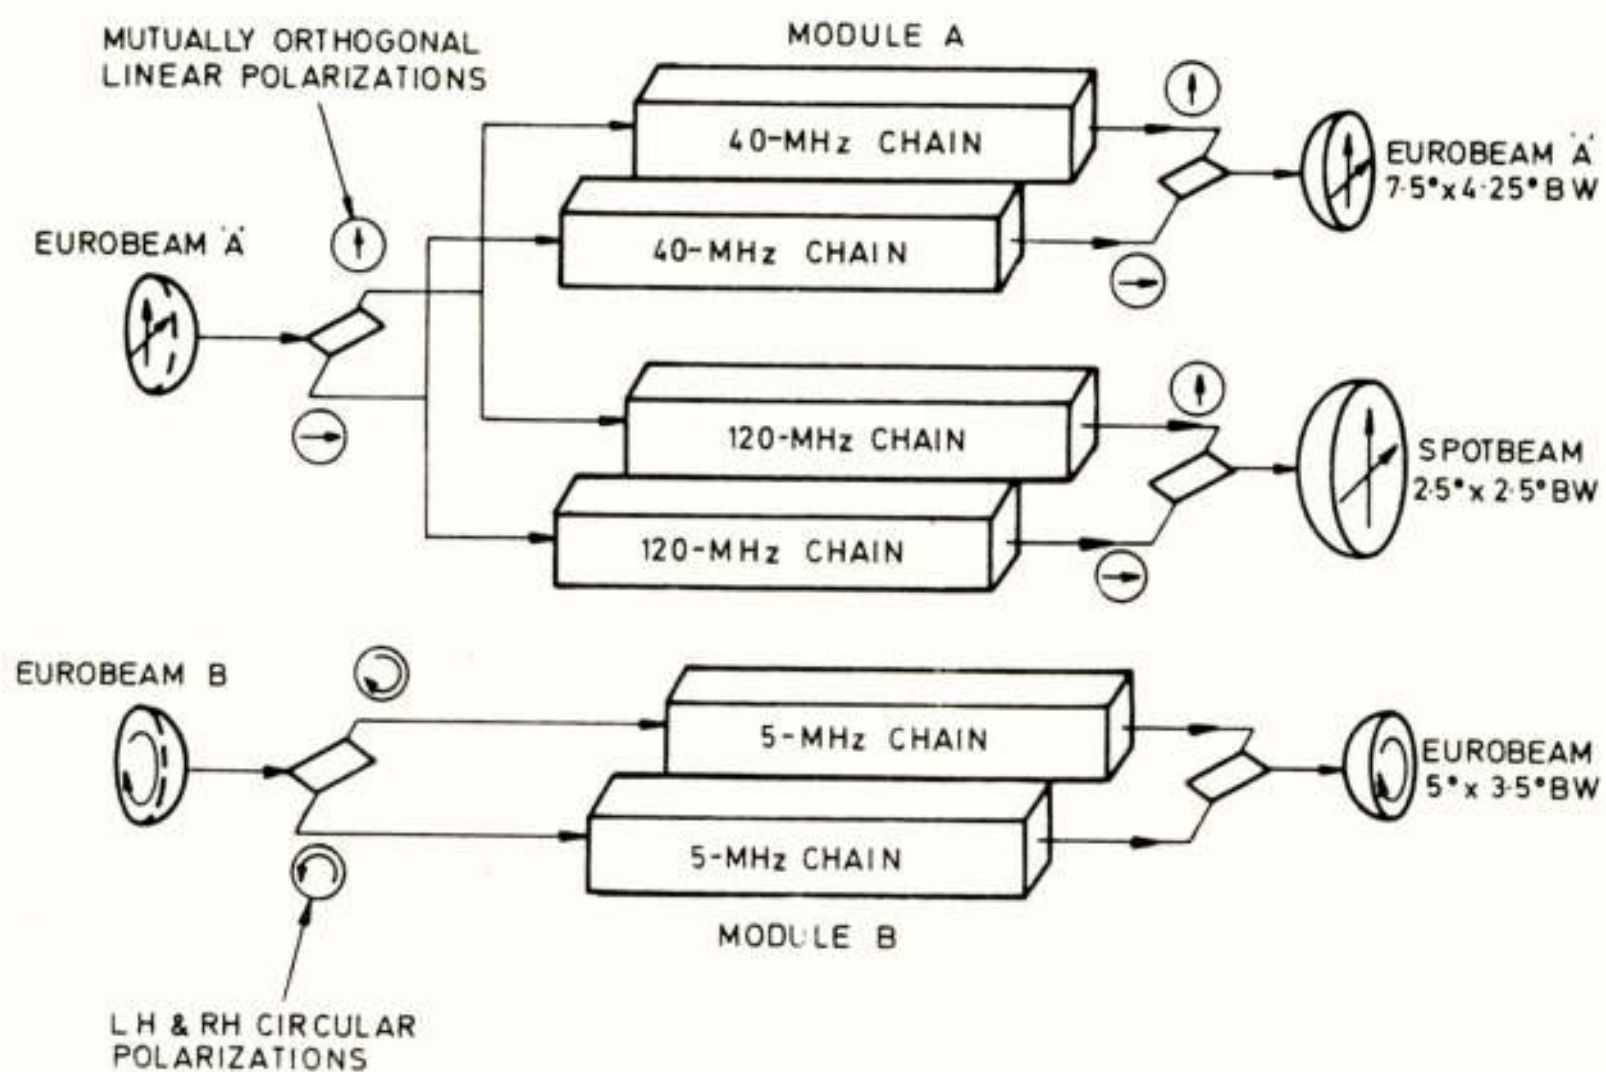 MUTUALLY ORTHOGONAL
LINEAR POLARIZATIONS
MODULE A
40-MHz CHAIN
40-MHz CHAIN
EUROBEAM 'A'
7·5°x4·25°BW
EUROBEAM 'A'
120-MHz CHAIN
120-MHz CHAIN
SPOTBEAM
2·5°x 2·5°BW
EUROBEAM B
5-MHz CHAIN
5-MHz CHAIN
EUROBEAM
5°x 3·5°BW
MODULE B
LH & RH CIRCULAR
POLARIZATIONS